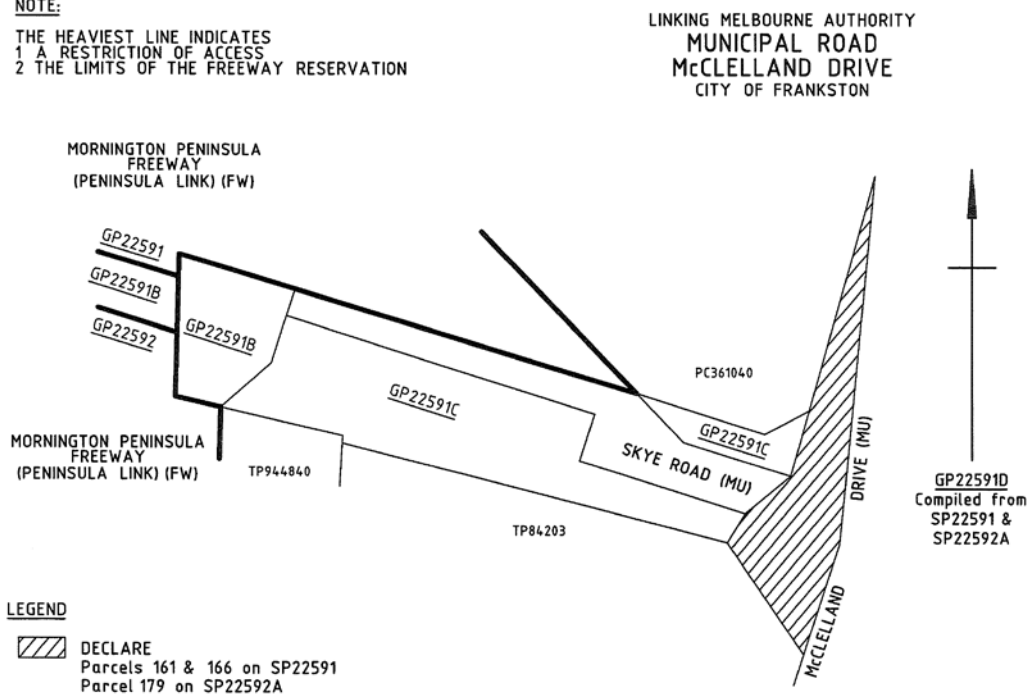 NOTE:
THE HEAVIEST LINE INDICATES
1 A RESTRICTION OF ACCESS
2 THE LIMITS OF THE FREEWAY RESERVATION
LINKING MELBOURNE AUTHORITY
MUNICIPAL ROAD
McCLELLAND DRIVE
CITY OF FRANKSTON
MORNINGTON PENINSULA
FREEWAY
(PENINSULA LINK) (FW)
GP22591
GP22591B
GP22592
GP22591B
GP22591C
PC361040
GP22591C
SKYE ROAD (MU)
DRIVE (MU)
McCLELLAND
MORNINGTON PENINSULA
FREEWAY
(PENINSULA LINK) (FW)
TP944840
TP84203
GP22591D
Compiled from
SP22591 &
SP22592A
LEGEND
DECLARE
Parcels 161 & 166 on SP22591
Parcel 179 on SP22592A